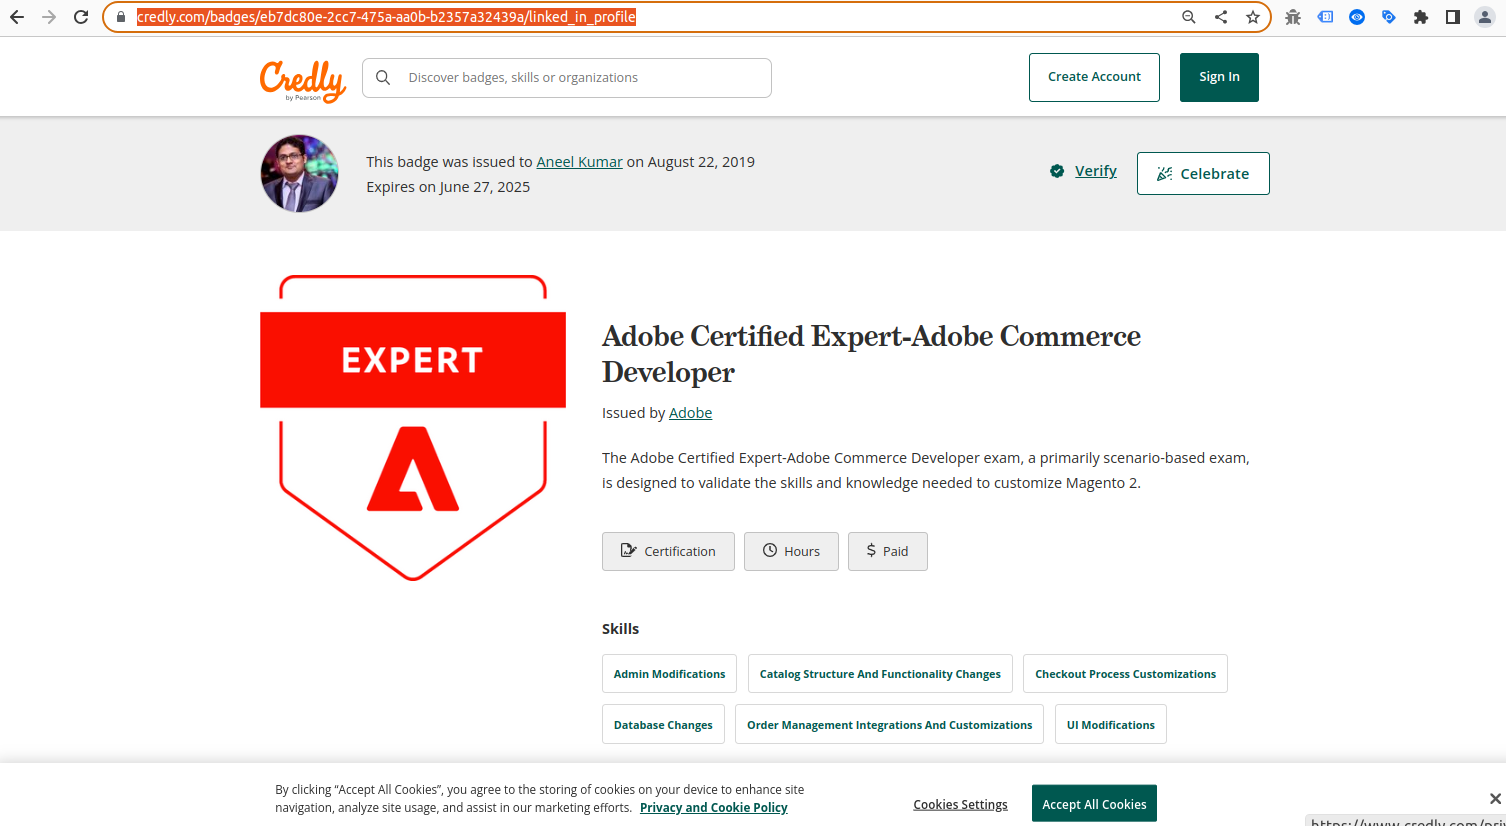 credly.com/badges/eb7dc80e-2cc7-475a-aa0b-b2357a32439a/linked_in_profile
Credly
by Pearson
Discover badges, skills or organizations
Create Account
Sign In
This badge was issued to Aneel Kumar on August 22, 2019
Expires on June 27, 2025
Verify
Celebrate
EXPERT
Adobe Certified Expert-Adobe Commerce
Developer
Issued by Adobe
The Adobe Certified Expert-Adobe Commerce Developer exam, a primarily scenario-based exam,
is designed to validate the skills and knowledge needed to customize Magento 2.
Certification
Hours
$ Paid
Skills
Admin Modifications
Catalog Structure And Functionality Changes
Checkout Process Customizations
Database Changes
Order Management Integrations And Customizations
UI Modifications
By clicking “Accept All Cookies”, you agree to the storing of cookies on your device to enhance site
navigation, analyze site usage, and assist in our marketing efforts. Privacy and Cookie Policy
Cookies Settings
Accept All Cookies
https://www.credly.com/pri